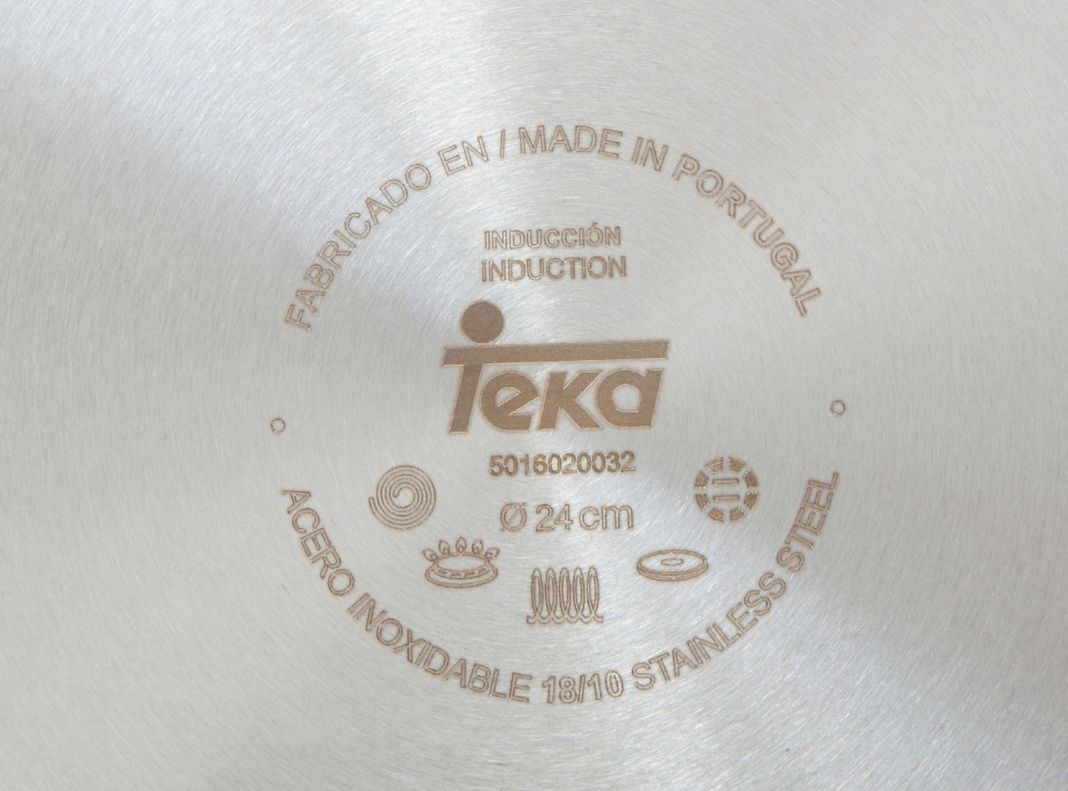 FABRICADO EN / MADE IN PORTUGAL
INDUCCIÓN
INDUCTION
Teka
5016020032
Ø 24 cm
ACERO INOXIDABLE 18/10 STAINLESS STEEL